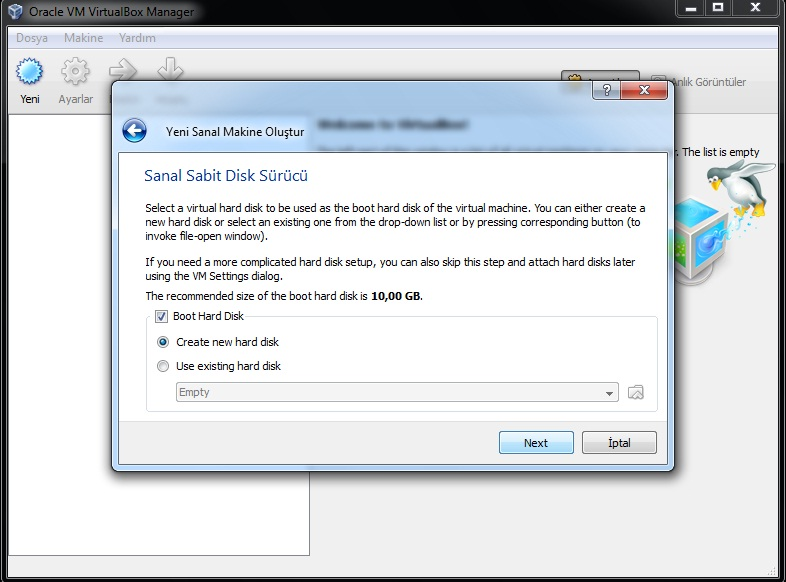 Oracle VM VirtualBox Manager
Dosya Makine Yardım
Yeni Ayarlar
Anlık Görüntüler
Yeni Sanal Makine Oluştur
Welcome to VirtualBox!
. The list is empty
Sanal Sabit Disk Sürücü
Select a virtual hard disk to be used as the boot hard disk of the virtual machine. You can either create a
new hard disk or select an existing one from the drop-down list or by pressing corresponding button (to
invoke file-open window).
If you need a more complicated hard disk setup, you can also skip this step and attach hard disks later
using the VM Settings dialog.
The recommended size of the boot hard disk is 10,00 GB.
Boot Hard Disk
Create new hard disk
Use existing hard disk
Empty
Next İptal